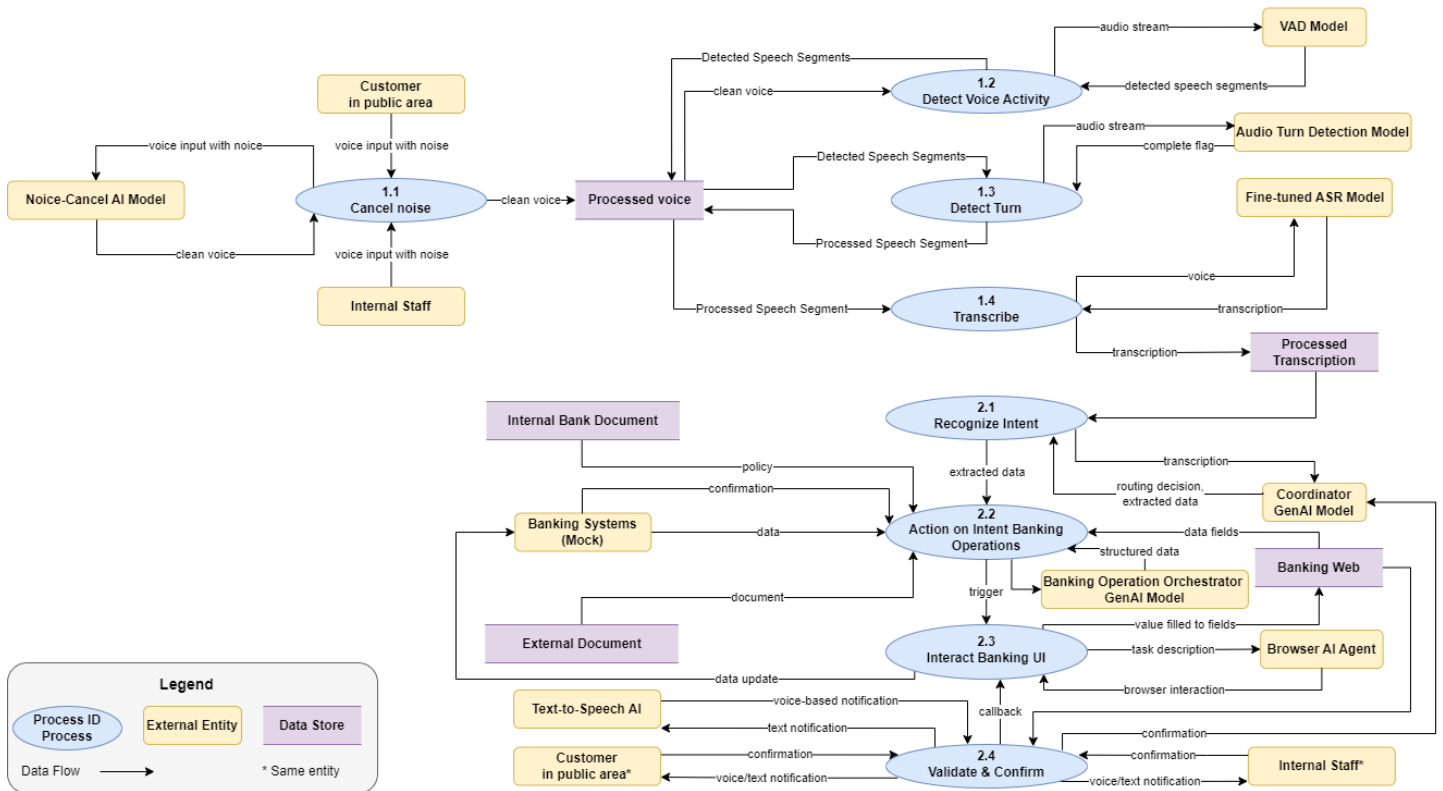 VAD Model
audio stream
Detected Speech Segments
1.2
Detect Voice Activity
detected speech segments
clean voice
Customer
in public area
audio stream
Audio Turn Detection Model
complete flag
voice input with noice
voice input with noise
Detected Speech Segments
1.1
Cancel noise
1.3
Detect Turn
Noice-Cancel AI Model
clean voice
Processed voice
Fine-tuned ASR Model
Processed Speech Segment
clean voice
voice input with noise
voice
Internal Staff
Processed Speech Segment
1.4
Transcribe
transcription
transcription
Processed
Transcription
2.1
Recognize Intent
Internal Bank Document
policy
extracted data
transcription
confirmation
routing decision,
extracted data
Coordinator
GenAI Model
Banking Systems
(Mock)
data
2.2
Action on Intent Banking
Operations
data fields
structured data
Banking Web
Banking Operation Orchestrator
GenAI Model
document
trigger
External Document
value filled to fields
2.3
Interact Banking UI
task description
Browser AI Agent
data update
browser interaction
Legend
Process ID
Process
External Entity
Data Store
Data Flow
* Same entity
Text-to-Speech AI
voice-based notification
callback
text notification
confirmation
Customer
in public area*
confirmation
2.4
Validate & Confirm
confirmation
Internal Staff*
voice/text notification
voice/text notification